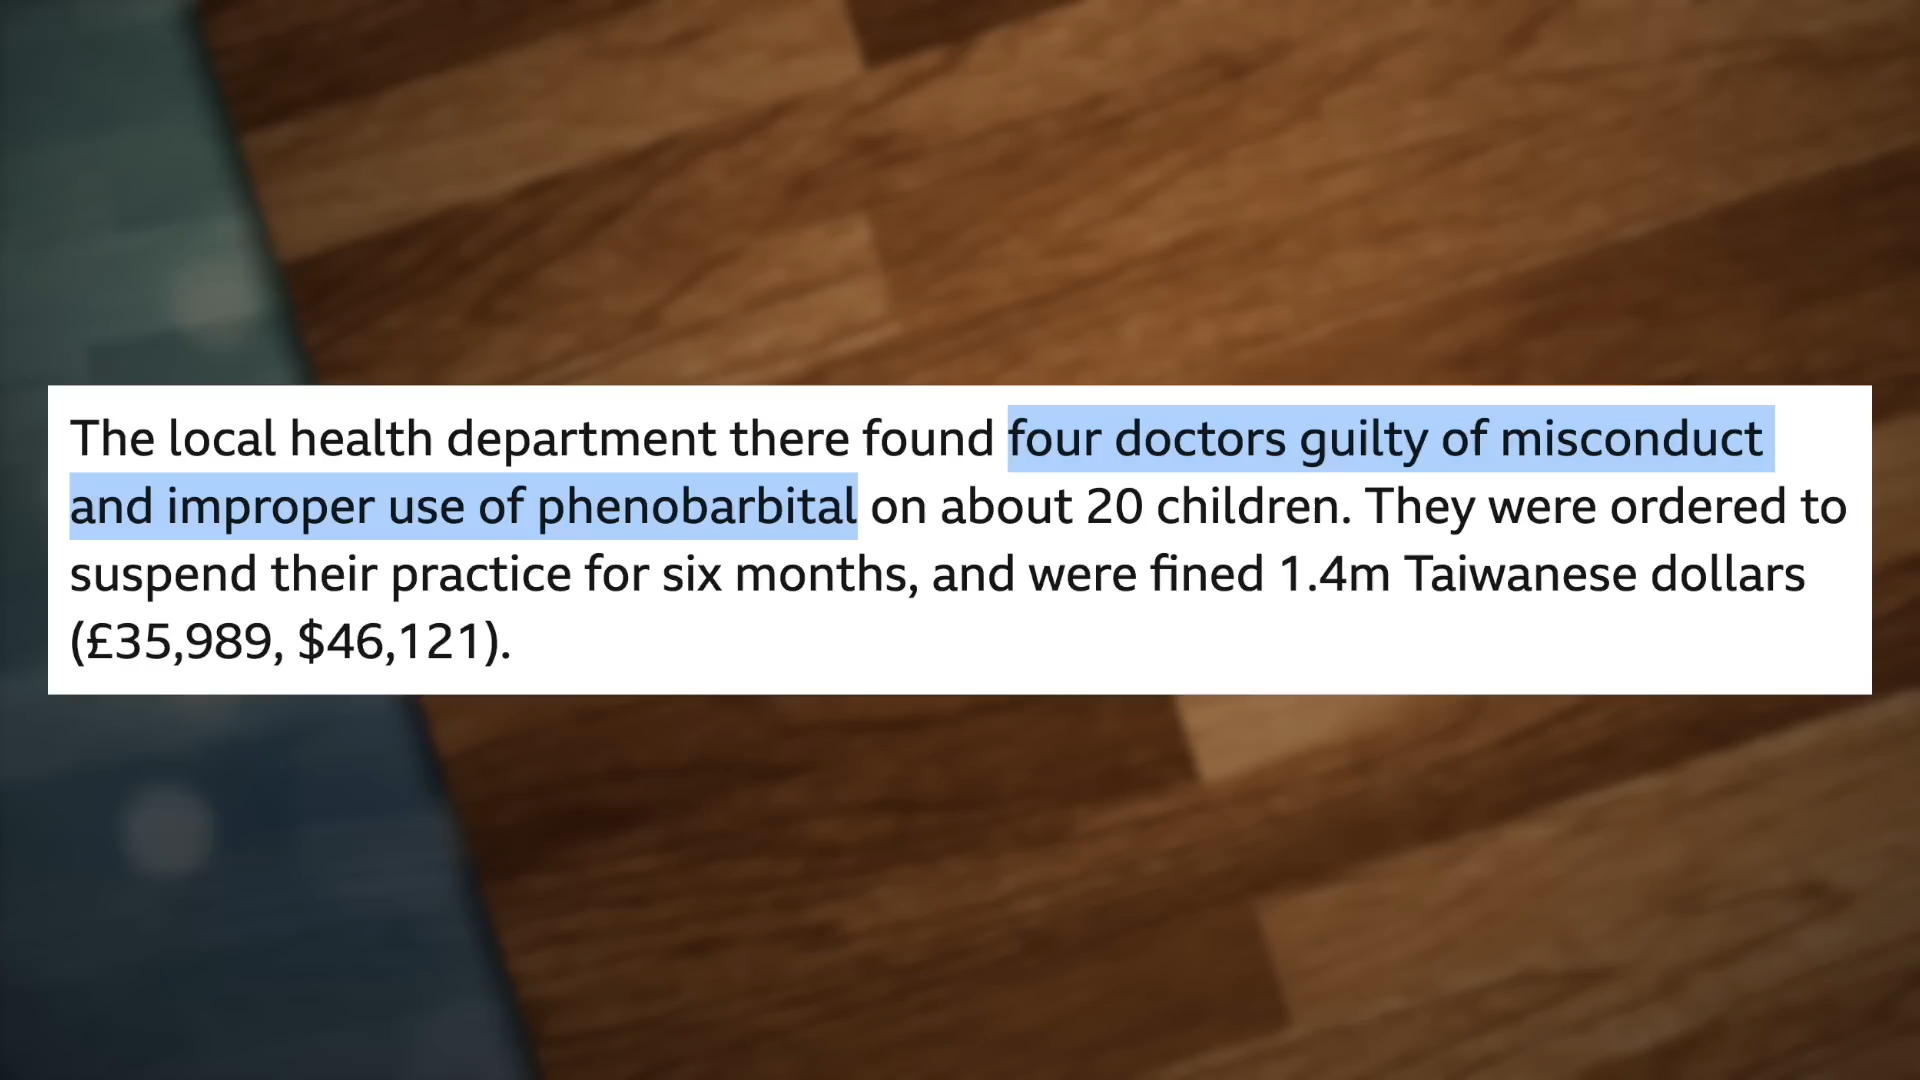 The local health department there found four doctors guilty of misconduct
and improper use of phenobarbital on about 20 children. They were ordered to
suspend their practice for six months, and were fined 1.4m Taiwanese dollars
(£35,989, $46,121).